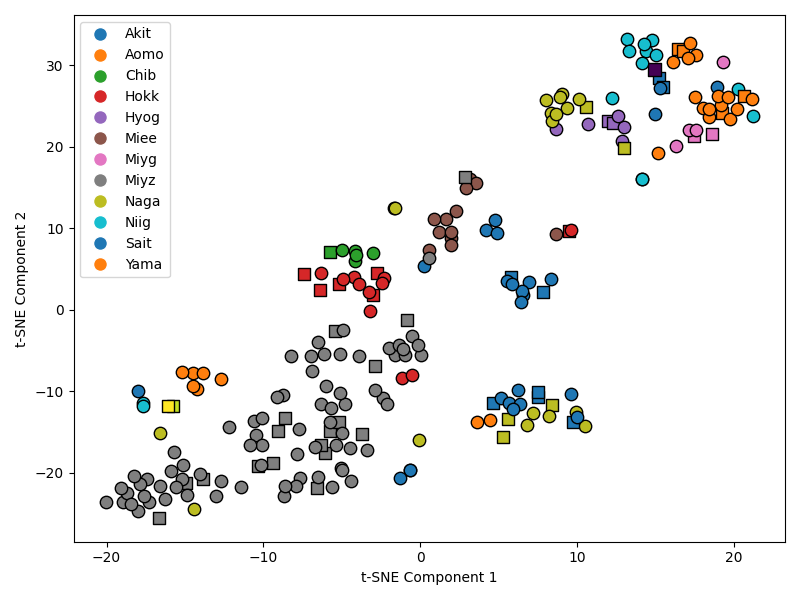 Akit
Aomo
Chib
Hokk
Hyog
Miee
Miyg
Miyz
Naga
Niig
Sait
Yama
t-SNE Component 2
30
20
10
0
−10
−20
−20
−10
0
10
20
t-SNE Component 1